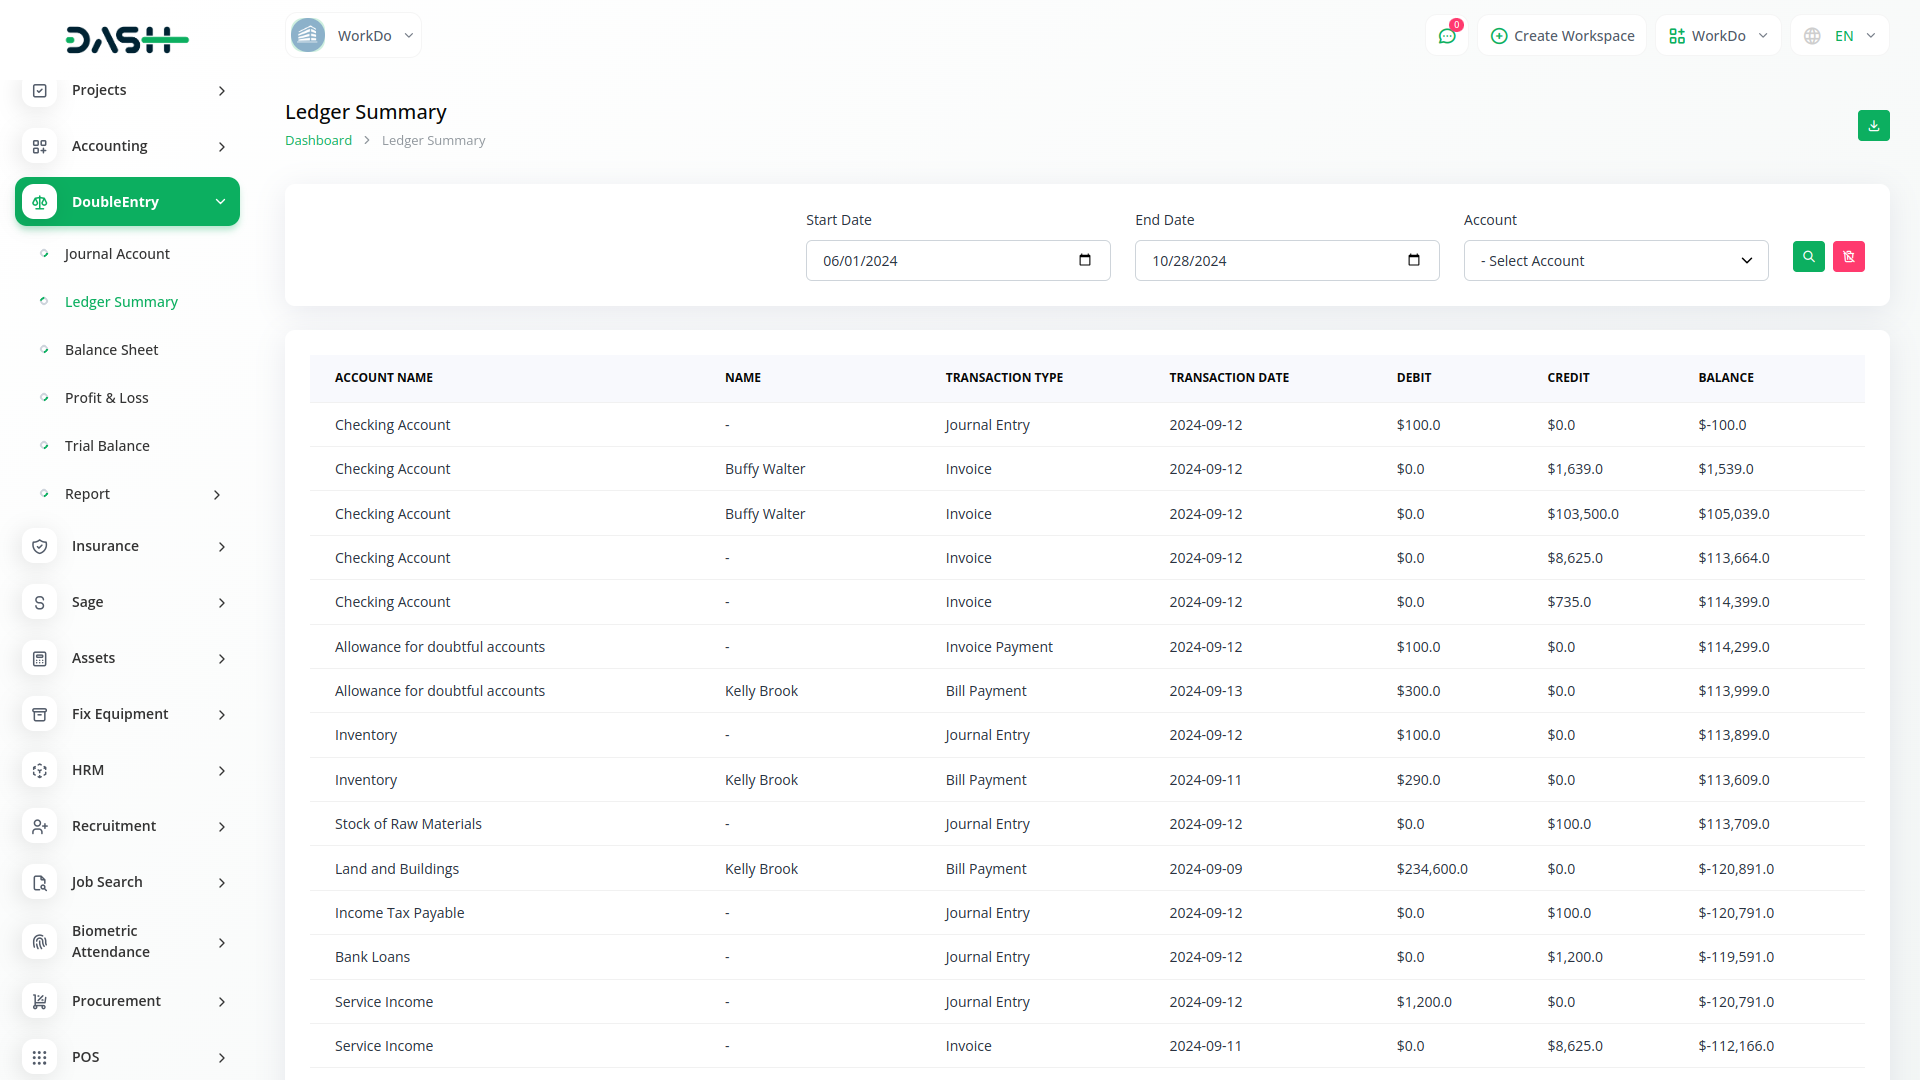 DASH
WorkDo
0
Create Workspace
WorkDo
EN
Projects
Accounting
DoubleEntry
Journal Account
Ledger Summary
Balance Sheet
Profit & Loss
Trial Balance
Report
Insurance
S Sage
Assets
Fix Equipment
HRM
Recruitment
Job Search
Biometric
Attendance
Procurement
POS
Ledger Summary
Dashboard > Ledger Summary
Start Date End Date Account
06/01/2024 10/28/2024 - Select Account
ACCOUNT NAME NAME TRANSACTION TYPE TRANSACTION DATE DEBIT CREDIT BALANCE
Checking Account - Journal Entry 2024-09-12 $100.0 $0.0 $-100.0
Checking Account Buffy Walter Invoice 2024-09-12 $0.0 $1,639.0 $1,539.0
Checking Account Buffy Walter Invoice 2024-09-12 $0.0 $103,500.0 $105,039.0
Checking Account - Invoice 2024-09-12 $0.0 $8,625.0 $113,664.0
Checking Account - Invoice 2024-09-12 $0.0 $735.0 $114,399.0
Allowance for doubtful accounts - Invoice Payment 2024-09-12 $100.0 $0.0 $114,299.0
Allowance for doubtful accounts Kelly Brook Bill Payment 2024-09-13 $300.0 $0.0 $113,999.0
Inventory - Journal Entry 2024-09-12 $100.0 $0.0 $113,899.0
Inventory Kelly Brook Bill Payment 2024-09-11 $290.0 $0.0 $113,609.0
Stock of Raw Materials - Journal Entry 2024-09-12 $0.0 $100.0 $113,709.0
Land and Buildings Kelly Brook Bill Payment 2024-09-09 $234,600.0 $0.0 $-120,891.0
Income Tax Payable - Journal Entry 2024-09-12 $0.0 $100.0 $-120,791.0
Bank Loans - Journal Entry 2024-09-12 $0.0 $1,200.0 $-119,591.0
Service Income - Journal Entry 2024-09-12 $1,200.0 $0.0 $-120,791.0
Service Income - Invoice 2024-09-11 $0.0 $8,625.0 $-112,166.0